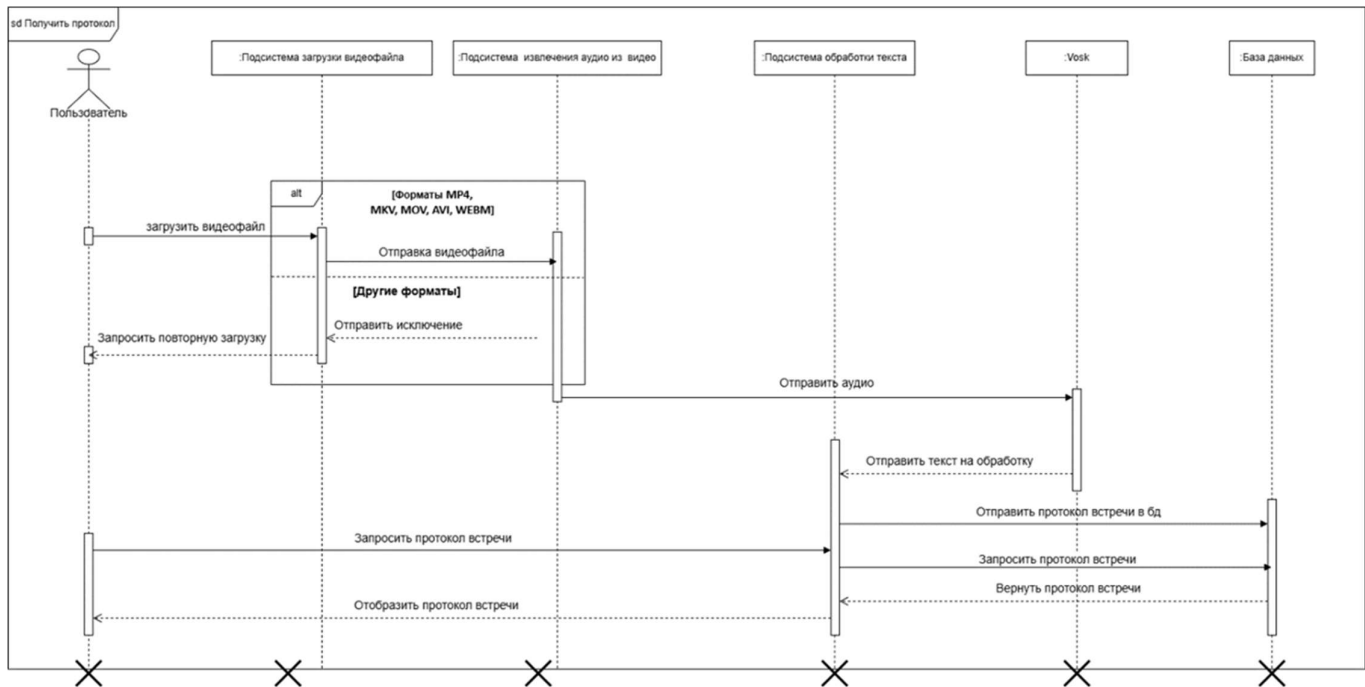 sd Получить протокол
:Подсистема загрузки видеофайла
:Подсистема извлечения аудио из видео
:Подсистема обработки текста
:Vosk
:База данных
Пользователь
alt
[Форматы MP4,
MKV, MOV, AVI, WEBM]
загрузить видеофайл
Отправка видеофайла
[Другие форматы]
Отправить исключение
Запросить повторную загрузку
Отправить аудио
Отправить текст на обработку
Отправить протокол встречи в бд
Запросить протокол встречи
Запросить протокол встречи
Вернуть протокол встречи
Отобразить протокол встречи